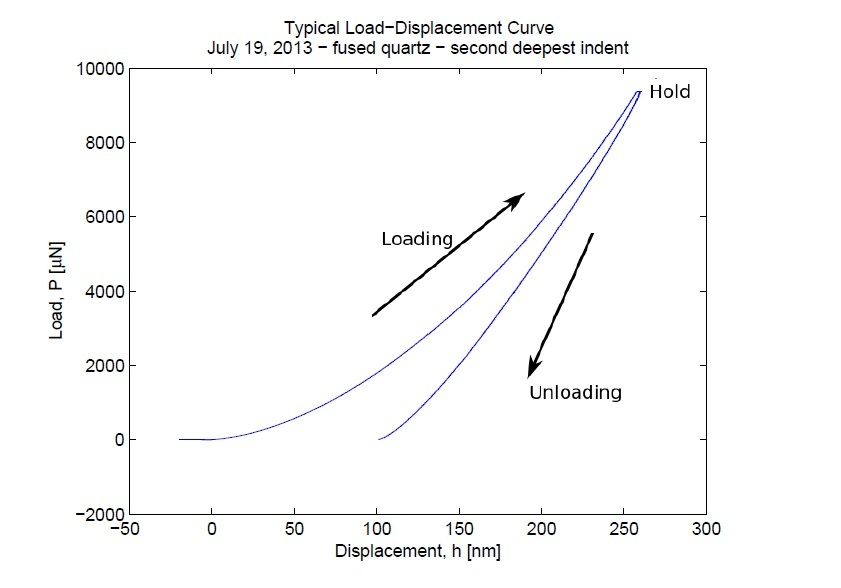 Typical Load−Displacement Curve
July 19, 2013 − fused quartz − second deepest indent
10000
8000
6000
4000
2000
0
−2000
Load, P [µN]
Hold
Loading
Unloading
−50 0 50 100 150 200 250 300
Displacement, h [nm]